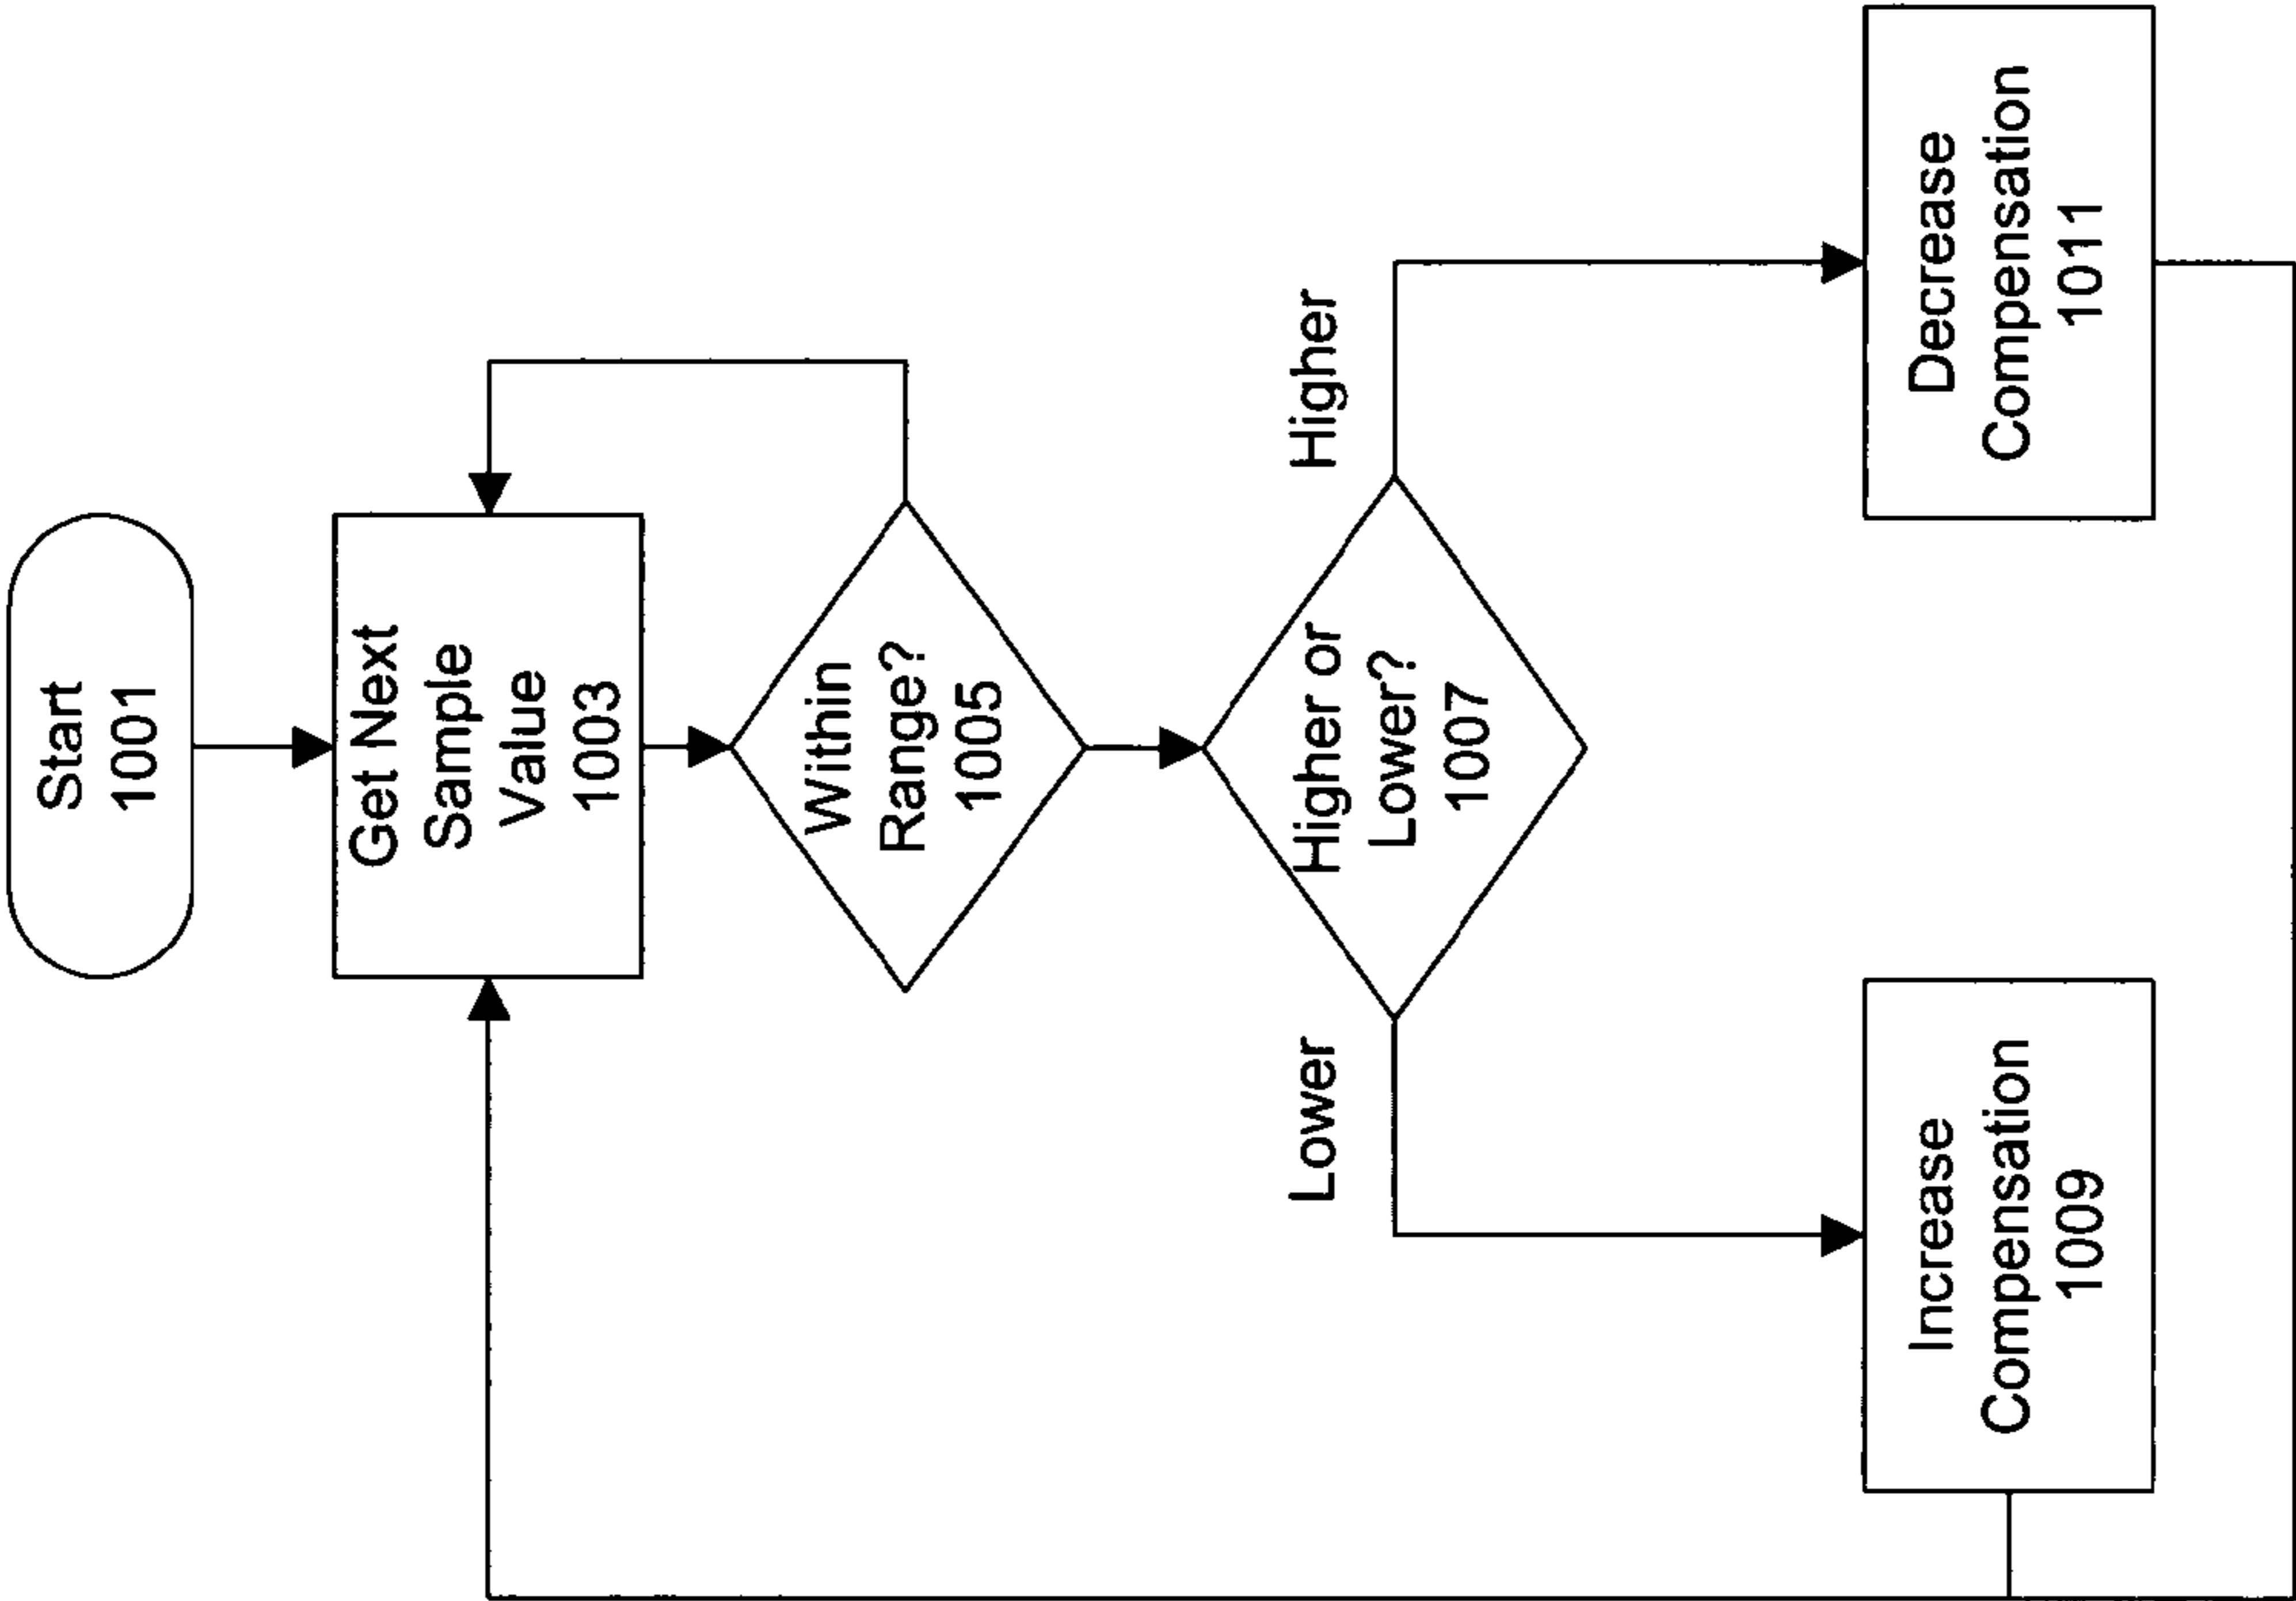 Start
1001
Get Next
Sample
Value
1003
Within
Range?
1005
Higher or
Lower?
1007
Lower
Higher
Increase
Compensation
1009
Decrease
Compensation
1011